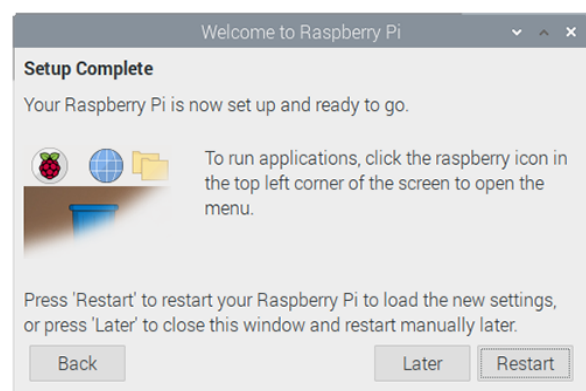 Welcome to Raspberry Pi
Setup Complete
Your Raspberry Pi is now set up and ready to go.
To run applications, click the raspberry icon in
the top left corner of the screen to open the
menu.
Press 'Restart' to restart your Raspberry Pi to load the new settings,
or press 'Later' to close this window and restart manually later.
Back
Later
Restart